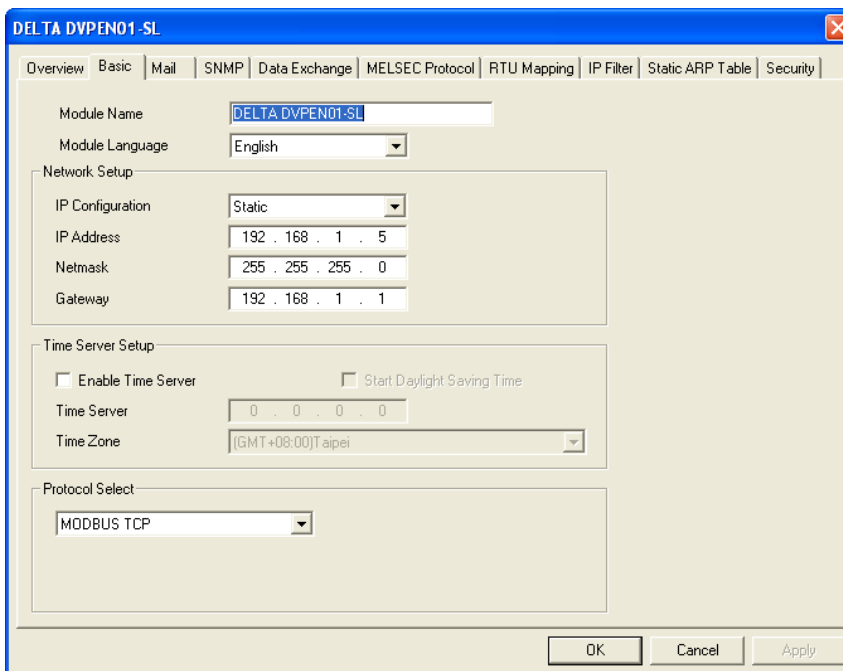 DELTA DVPEN01-SL
Overview Basic Mail SNMP Data Exchange MELSEC Protocol RTU Mapping IP Filter Static ARP Table Security
Module Name DELTA DVPEN01-SL
Module Language English
Network Setup
IP Configuration Static
IP Address 192 . 168 . 1 . 5
Netmask 255 . 255 . 255 . 0
Gateway 192 . 168 . 1 . 1
Time Server Setup
Enable Time Server Start Daylight Saving Time
Time Server 0 . 0 . 0 . 0
Time Zone (GMT+08:00)Taipei
Protocol Select
MODBUS TCP
OK Cancel Apply